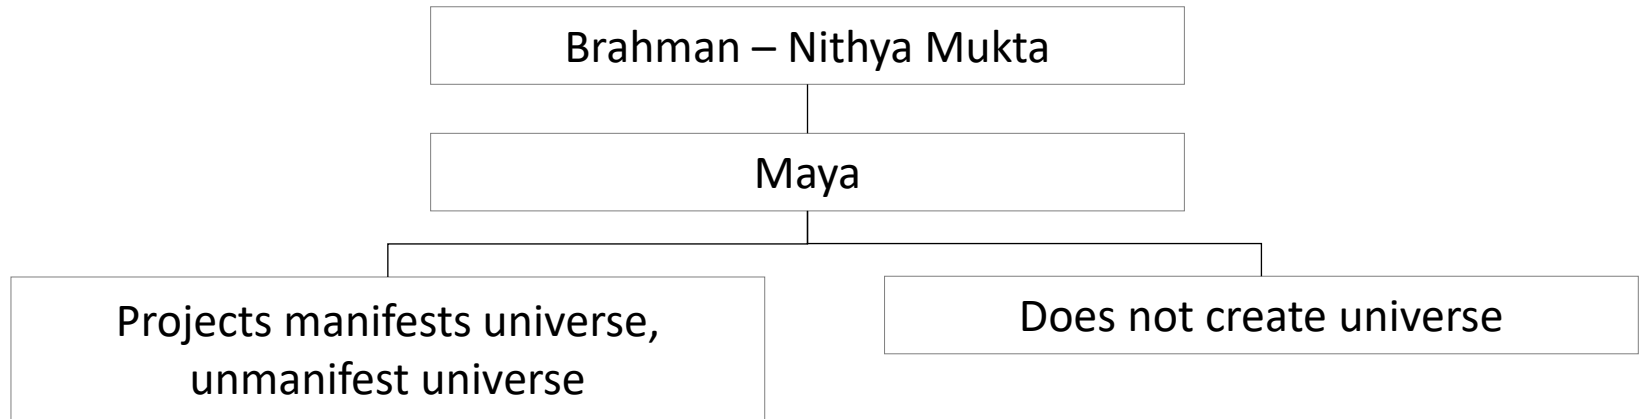 Brahman – Nithya Mukta
Maya
Projects manifests universe,
unmanifest universe
Does not create universe